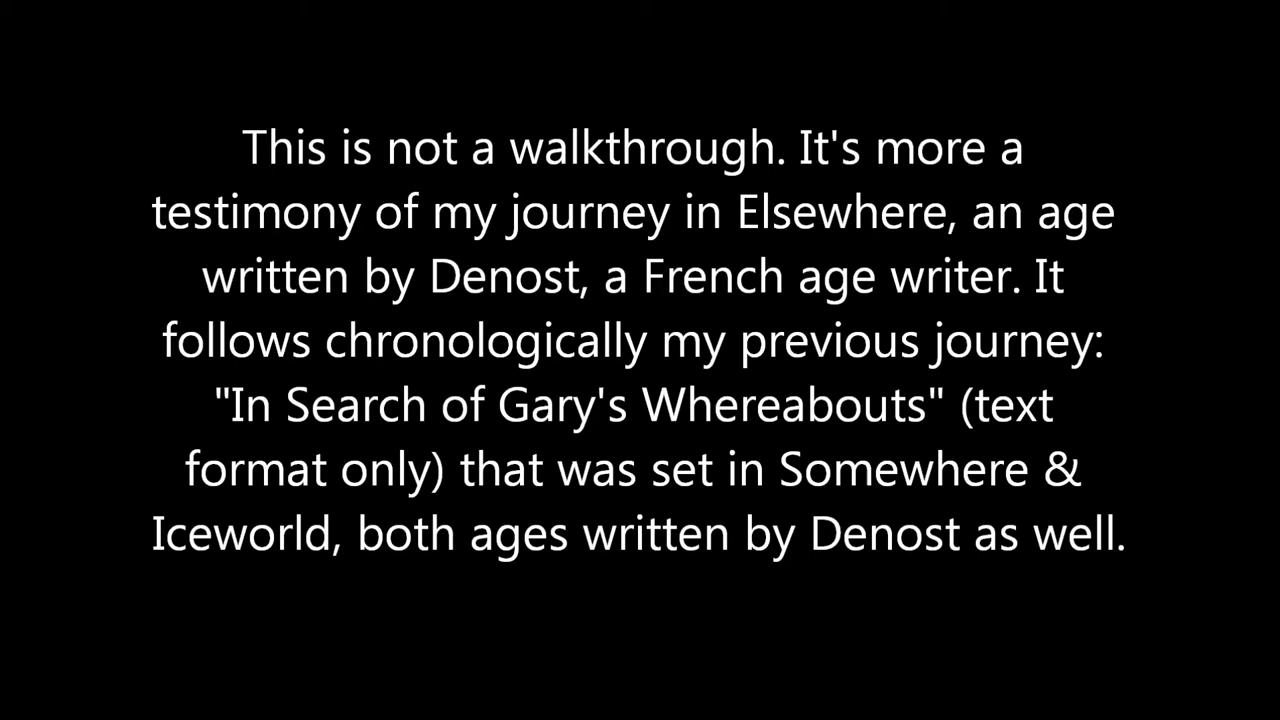 This is not a walkthrough. It's more a
testimony of my journey in Elsewhere, an age
written by Denost, a French age writer. It
follows chronologically my previous journey:
"In Search of Gary's Whereabouts" (text
format only) that was set in Somewhere &
Iceworld, both ages written by Denost as well.